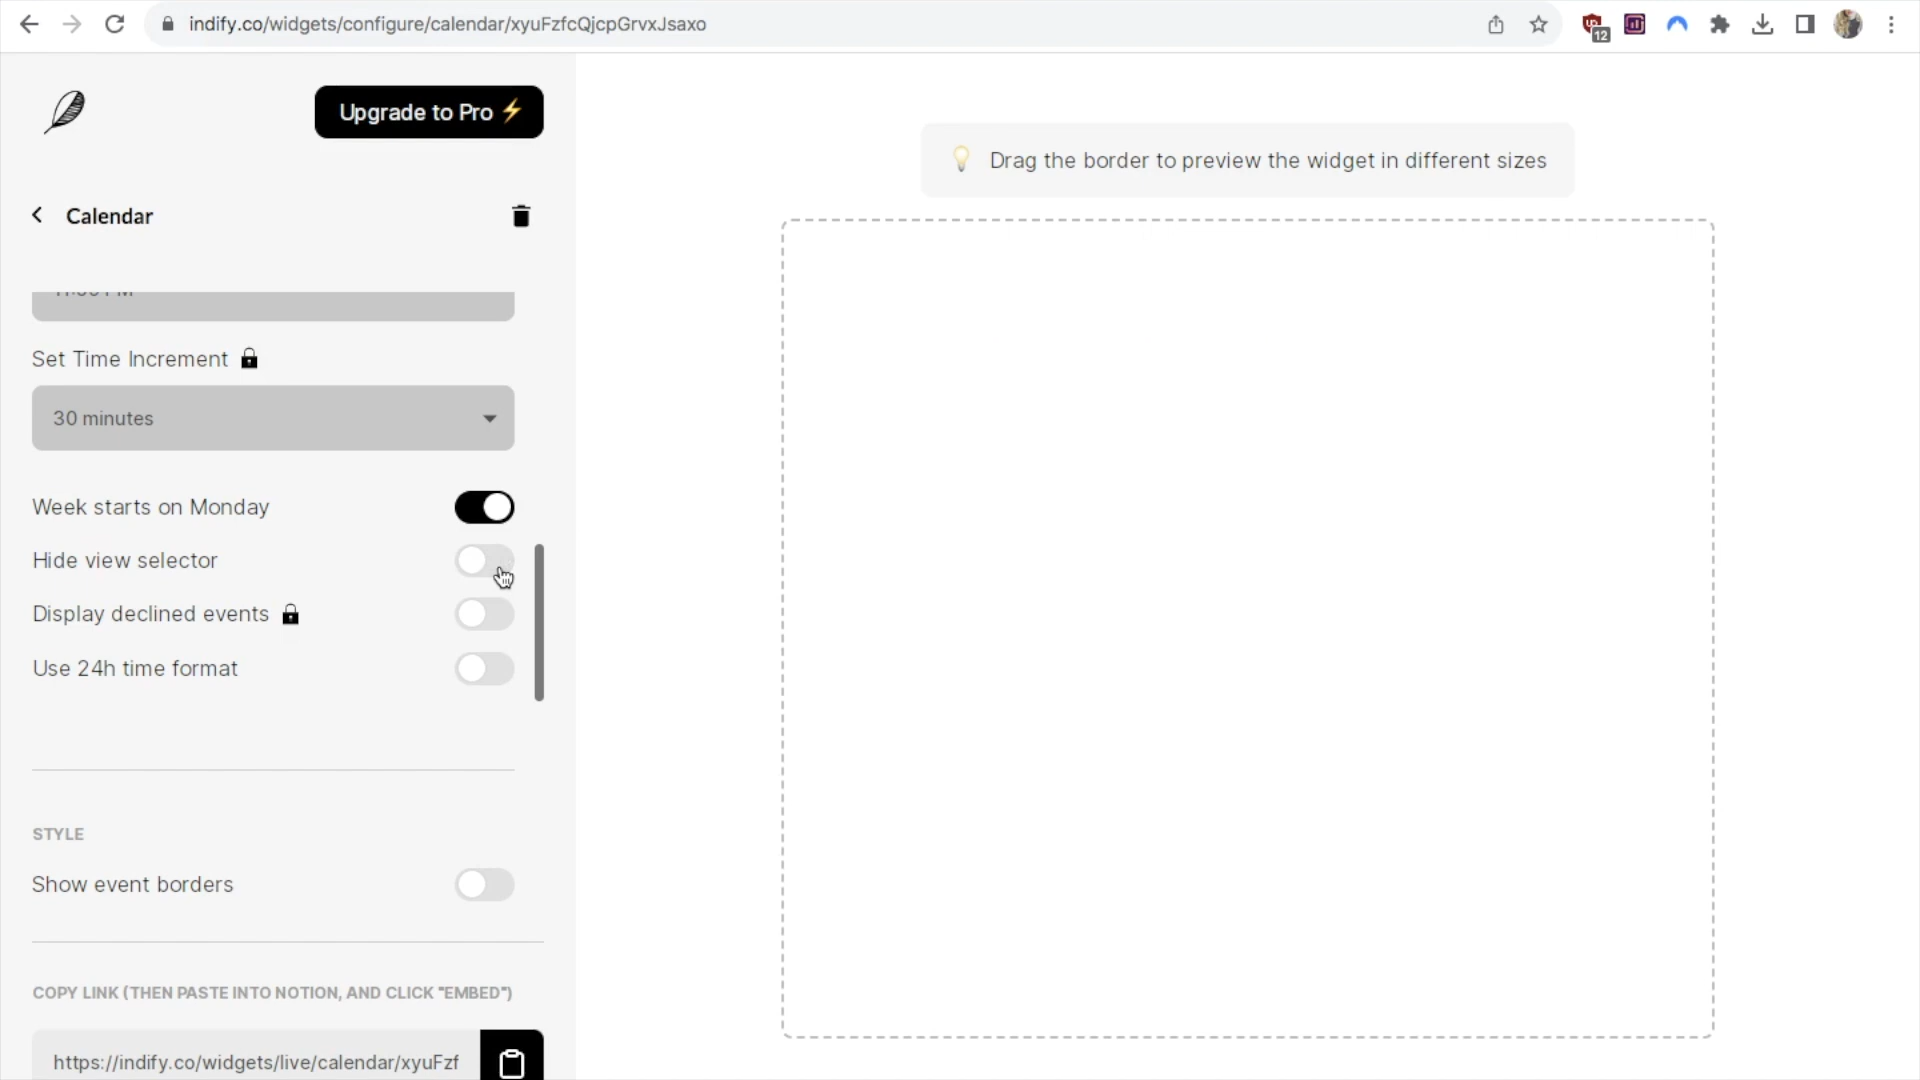 indify.co/widgets/configure/calendar/xyuFzfcQjcpGrvxJsaxo
12
Upgrade to Pro⚡
💡 Drag the border to preview the widget in different sizes
Calendar
Set Time Increment
30 minutes
Week starts on Monday
Hide view selector
Display declined events
Use 24h time format
STYLE
Show event borders
COPY LINK (THEN PASTE INTO NOTION, AND CLICK "EMBED")
https://indify.co/widgets/live/calendar/xyuFzf